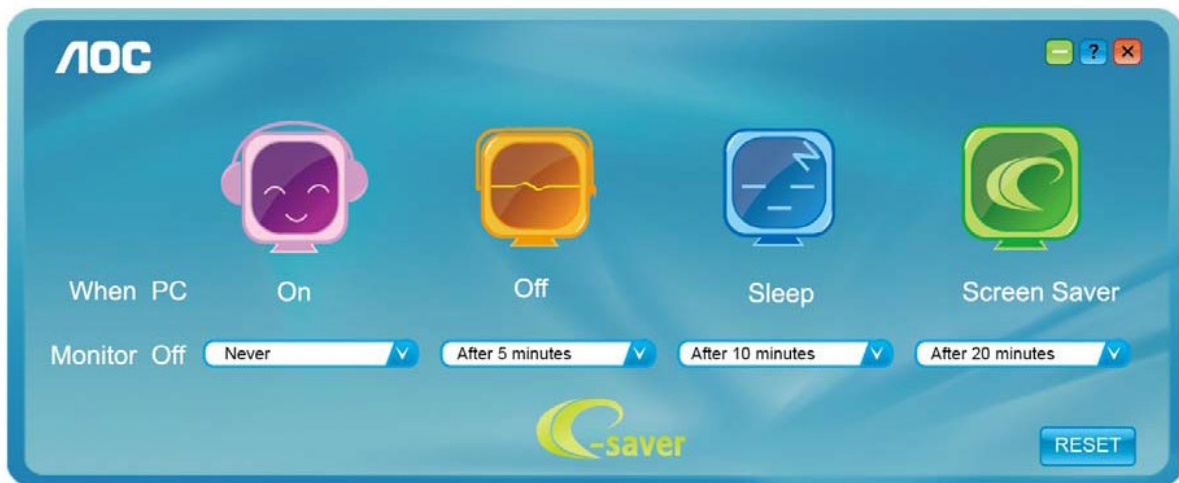 AOC
?
When PC On Off Sleep Screen Saver
Monitor Off Never After 5 minutes After 10 minutes After 20 minutes
e-saver
RESET